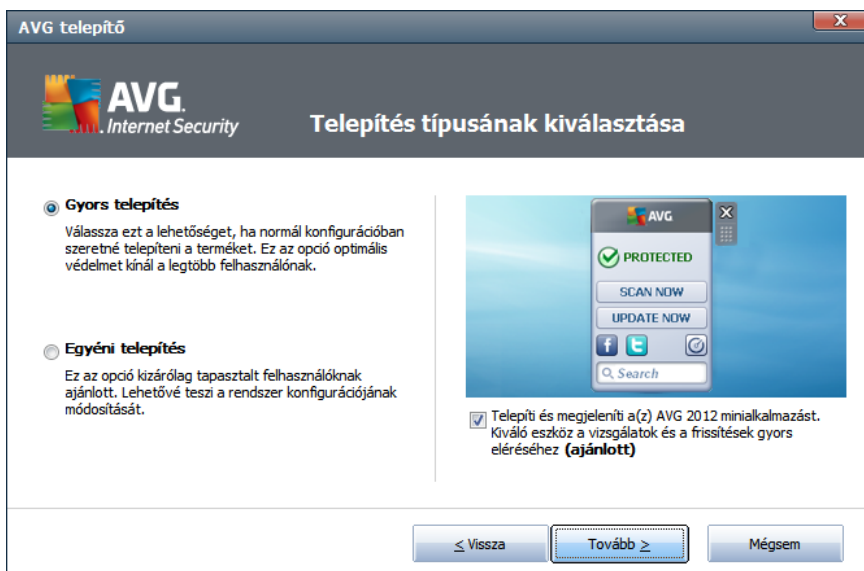 AVG telepítő
X
AVG.
Internet Security
Telepítés típusának kiválasztása
Gyors telepítés
Válassza ezt a lehetőséget, ha normál konfigurációban
szeretné telepíteni a terméket. Ez az opció optimális
védelmet kínál a legtöbb felhasználónak.
Egyéni telepítés
Ez az opció kizárólag tapasztalt felhasználóknak
ajánlott. Lehetővé teszi a rendszer konfigurációjának
módosítását.
AVG
X
PROTECTED
SCAN NOW
UPDATE NOW
f t
Search
Telepíti és megjeleníti a(z) AVG 2012 minialkalmazást.
Kiváló eszköz a vizsgálatok és a frissítések gyors
eléréséhez (ajánlott)
< Vissza
Tovább >
Mégsem